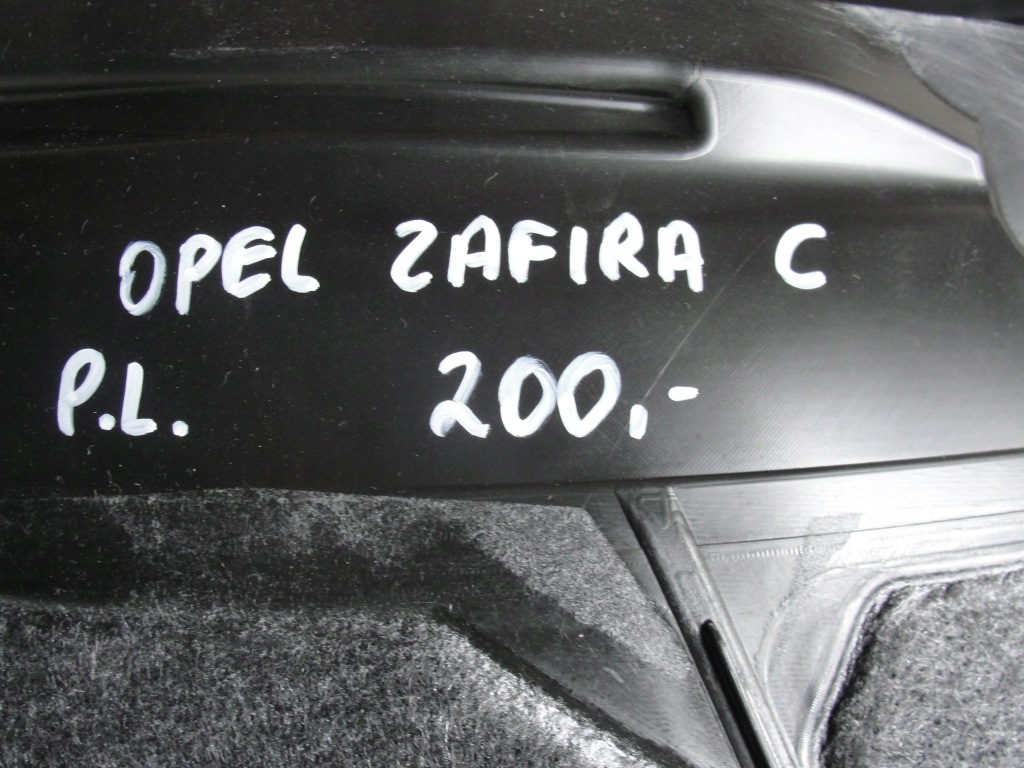 OPEL ZAFIRA C
P.L. 200,-